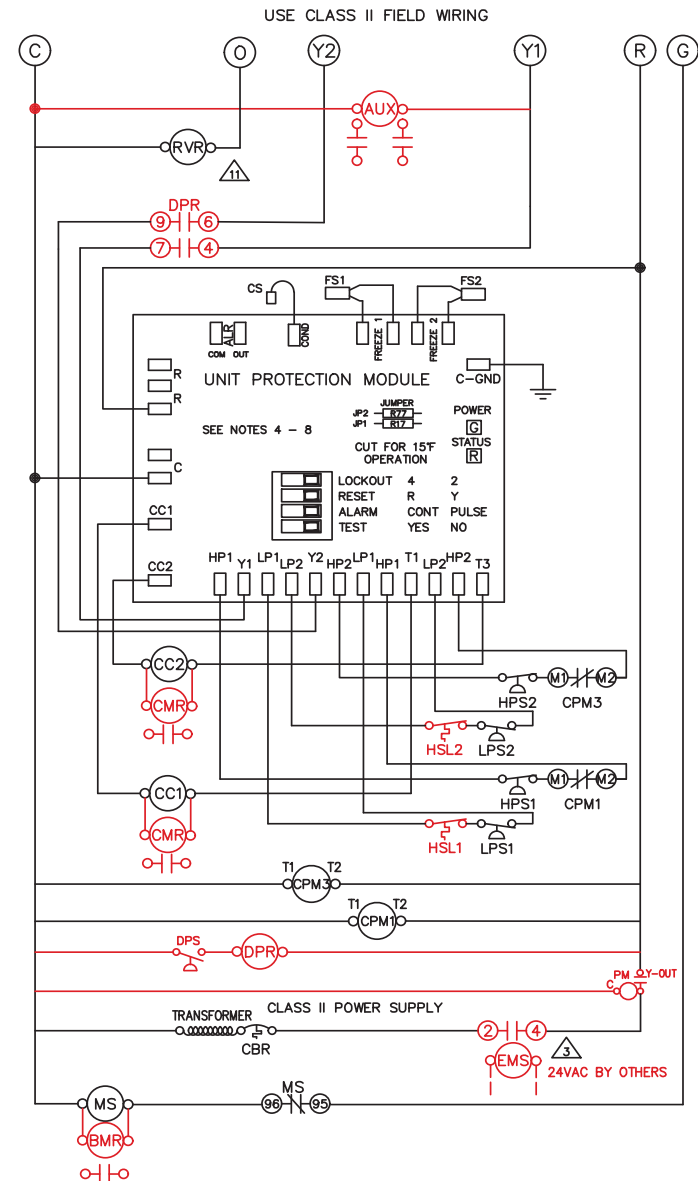 USE CLASS II FIELD WIRING
C O Y2 Y1 R G
AUX
RVR
11
DPR
9 6
7 4
CS FS1 FS2
ALR
COM OUT
COND
FREEZE 1
FREEZE 2
R
R
UNIT PROTECTION MODULE
C-GND
JUMPER
JP2 R77
JP1 R17
SEE NOTES 4 - 8
CUT FOR 15°F
OPERATION
POWER
G
STATUS
R
C
LOCKOUT 4 2
RESET R Y
ALARM CONT PULSE
TEST YES NO
CC1
CC2
HP1 Y1 LP1 LP2 Y2 HP2 LP1 HP1 T1 LP2 HP2 T3
CC2
CMR
HPS2 M1 M2 CPM3
HSL2 LPS2
CC1
CMR
HPS1 M1 M2 CPM1
HSL1 LPS1
T1 CPM3 T2
T1 CPM1 T2
DPS DPR
PM Y-OUT
C
CLASS II POWER SUPPLY
TRANSFORMER
CBR
2 4
3
EMS
24VAC BY OTHERS
MS
96 95
MS
BMR